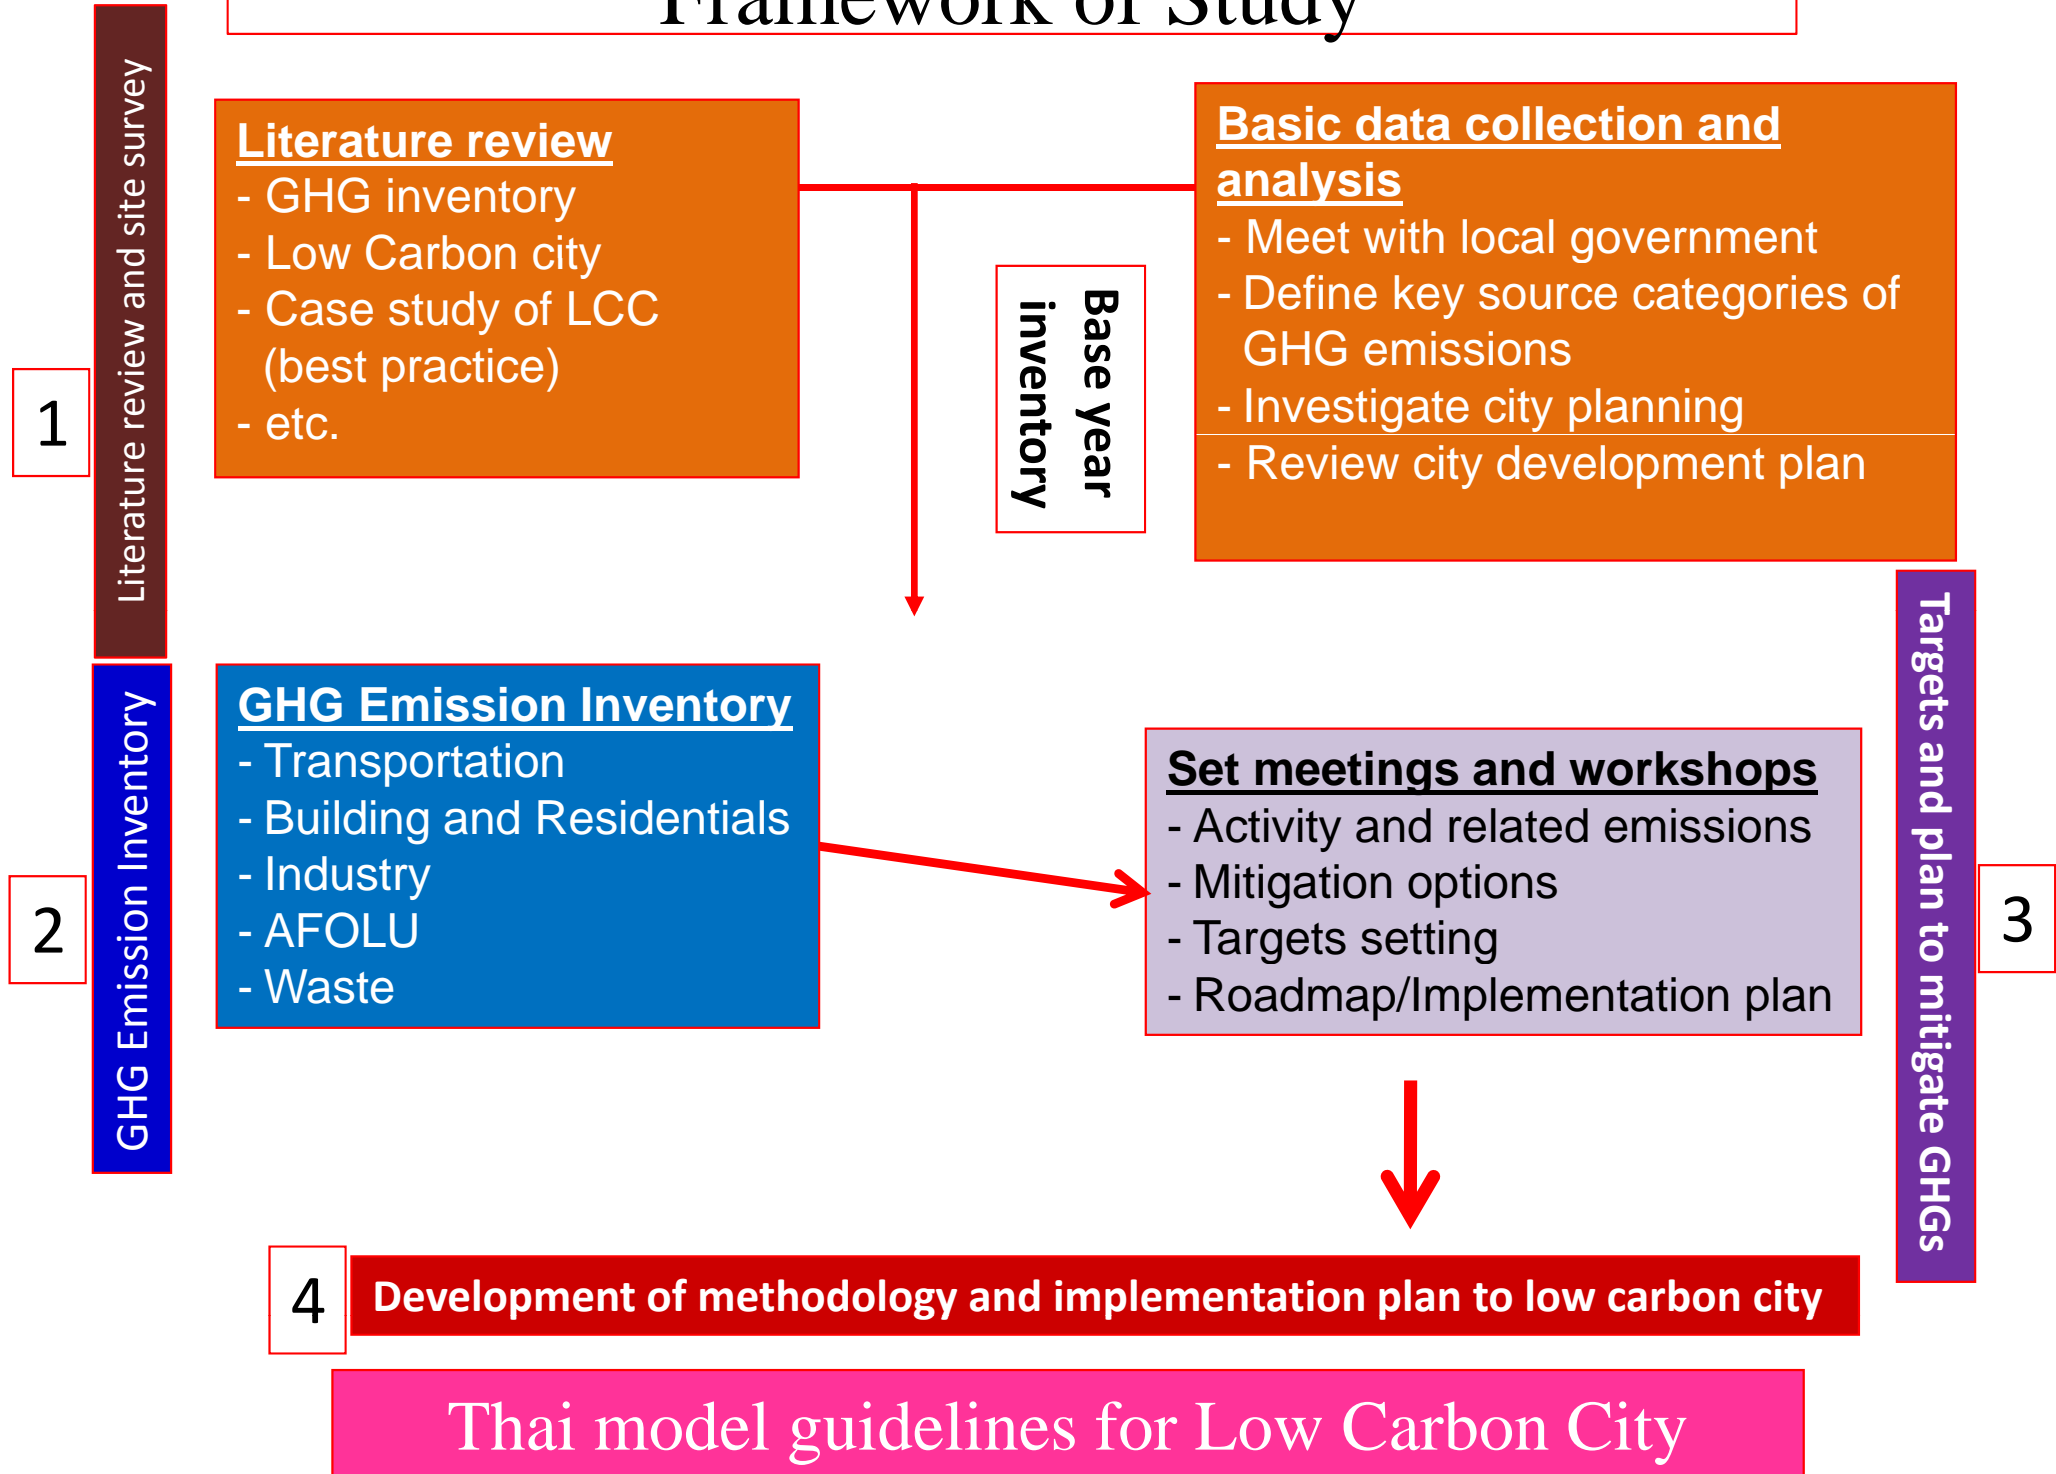 Framework of Study
Literature review and site survey
1
Literature review
- GHG inventory
- Low Carbon city
- Case study of LCC
(best practice)
- etc.
Base year
inventory
Basic data collection and
analysis
- Meet with local government
- Define key source categories of
GHG emissions
- Investigate city planning
- Review city development plan
GHG Emission Inventory
2
GHG Emission Inventory
- Transportation
- Building and Residentials
- Industry
- AFOLU
- Waste
Set meetings and workshops
- Activity and related emissions
- Mitigation options
- Targets setting
- Roadmap/Implementation plan
Targets and plan to mitigate GHGs
3
4
Development of methodology and implementation plan to low carbon city
Thai model guidelines for Low Carbon City